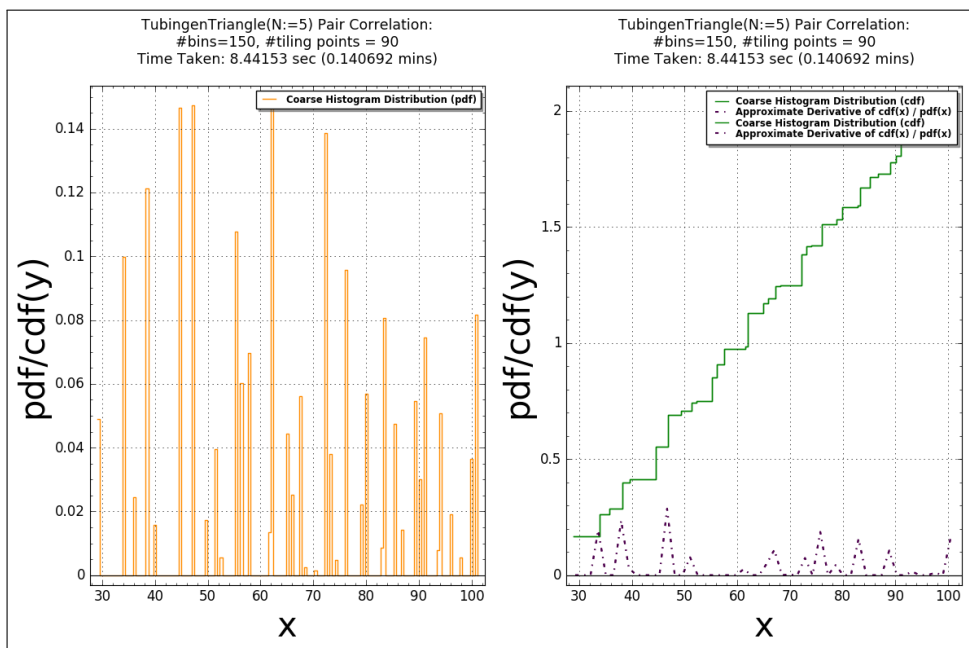 TubingenTriangle(N:=5) Pair Correlation:
#bins=150, #tiling points = 90
Time Taken: 8.44153 sec (0.140692 mins)
Coarse Histogram Distribution (pdf)
pdf/cdf(y)
0.14
0.12
0.1
0.08
0.06
0.04
0.02
0
30 40 50 60 70 80 90 100
x
TubingenTriangle(N:=5) Pair Correlation:
#bins=150, #tiling points = 90
Time Taken: 8.44153 sec (0.140692 mins)
Coarse Histogram Distribution (cdf)
Approximate Derivative of cdf(x) / pdf(x)
Coarse Histogram Distribution (cdf)
Approximate Derivative of cdf(x) / pdf(x)
pdf/cdf(y)
2
1.5
1
0.5
0
30 40 50 60 70 80 90 100
x